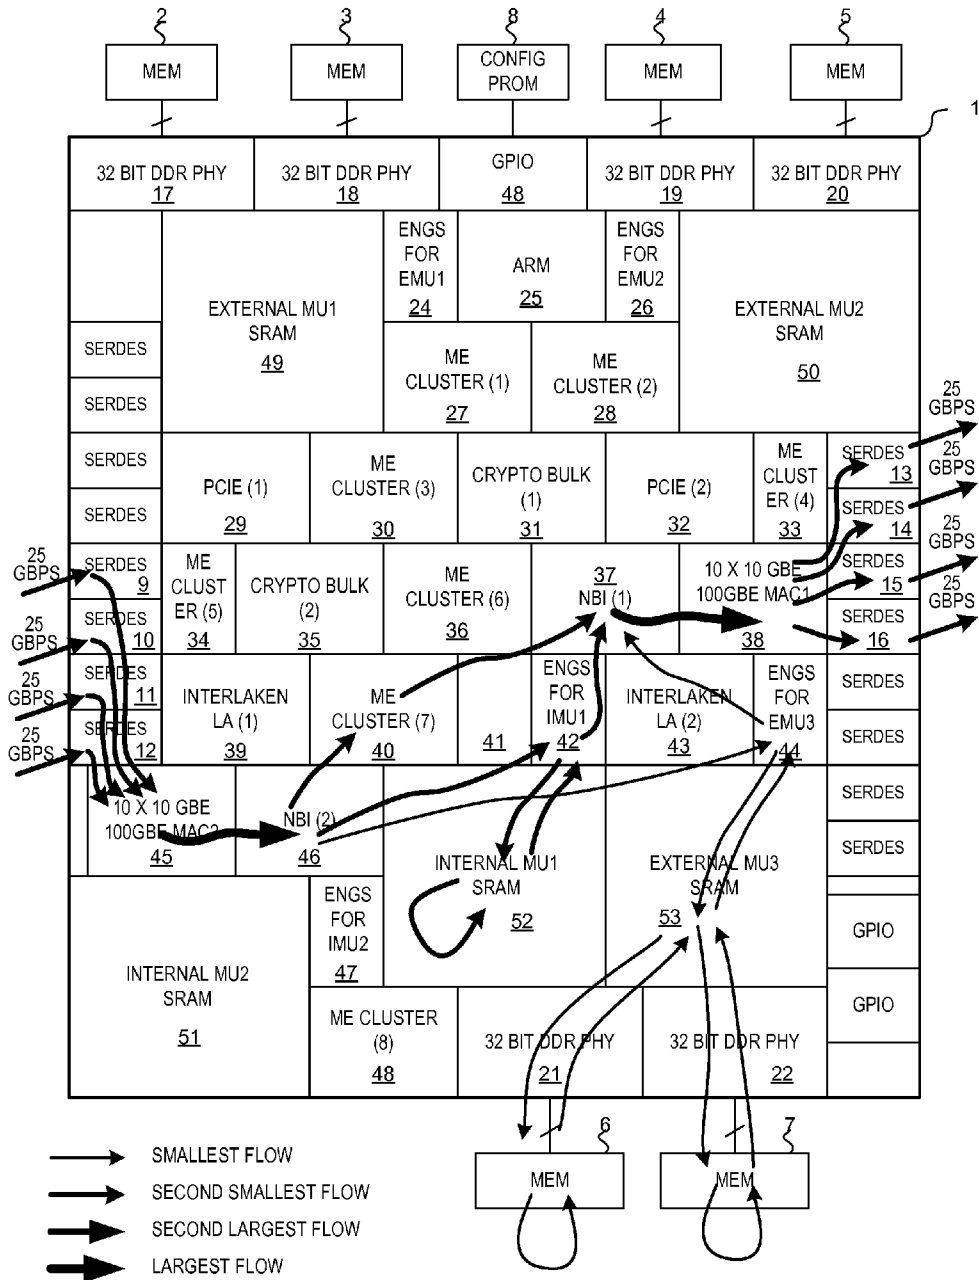 2
3
8
4
5
MEM
MEM
CONFIG
PROM
MEM
MEM
1
32 BIT DDR PHY
17
32 BIT DDR PHY
18
GPIO
48
32 BIT DDR PHY
19
32 BIT DDR PHY
20
EXTERNAL MU1
SRAM
49
ENGS
FOR
EMU1
24
ARM
25
ENGS
FOR
EMU2
26
EXTERNAL MU2
SRAM
50
SERDES
SERDES
ME
CLUSTER (1)
27
ME
CLUSTER (2)
28
SERDES
SERDES
PCIE (1)
29
ME
CLUSTER (3)
30
CRYPTO BULK
(1)
31
PCIE (2)
32
ME
CLUST
ER (4)
33
SERDES
13
SERDES
14
25
GBPS
25
GBPS
25
GBPS
25
GBPS
25
GBPS
25
GBPS
25
GBPS
25
GBPS
SERDES
9
SERDES
10
ME
CLUST
ER (5)
34
CRYPTO BULK
(2)
35
ME
CLUSTER (6)
36
37
NBI (1)
10 X 10 GBE
100GBE MAC1
38
SERDES
15
SERDES
16
SERDES
11
SERDES
12
INTERLAKEN
LA (1)
39
ME
CLUSTER (7)
40
41
ENGS
FOR
IMU1
42
INTERLAKEN
LA (2)
43
ENGS
FOR
EMU3
44
SERDES
SERDES
10 X 10 GBE
100GBE MAC2
45
NBI (2)
46
INTERNAL MU1
SRAM
52
EXTERNAL MU3
SRAM
53
SERDES
SERDES
INTERNAL MU2
SRAM
51
ENGS
FOR
IMU2
47
GPIO
GPIO
ME CLUSTER
(8)
48
32 BIT DDR PHY
21
32 BIT DDR PHY
22
6
7
MEM
MEM
SMALLEST FLOW
SECOND SMALLEST FLOW
SECOND LARGEST FLOW
LARGEST FLOW